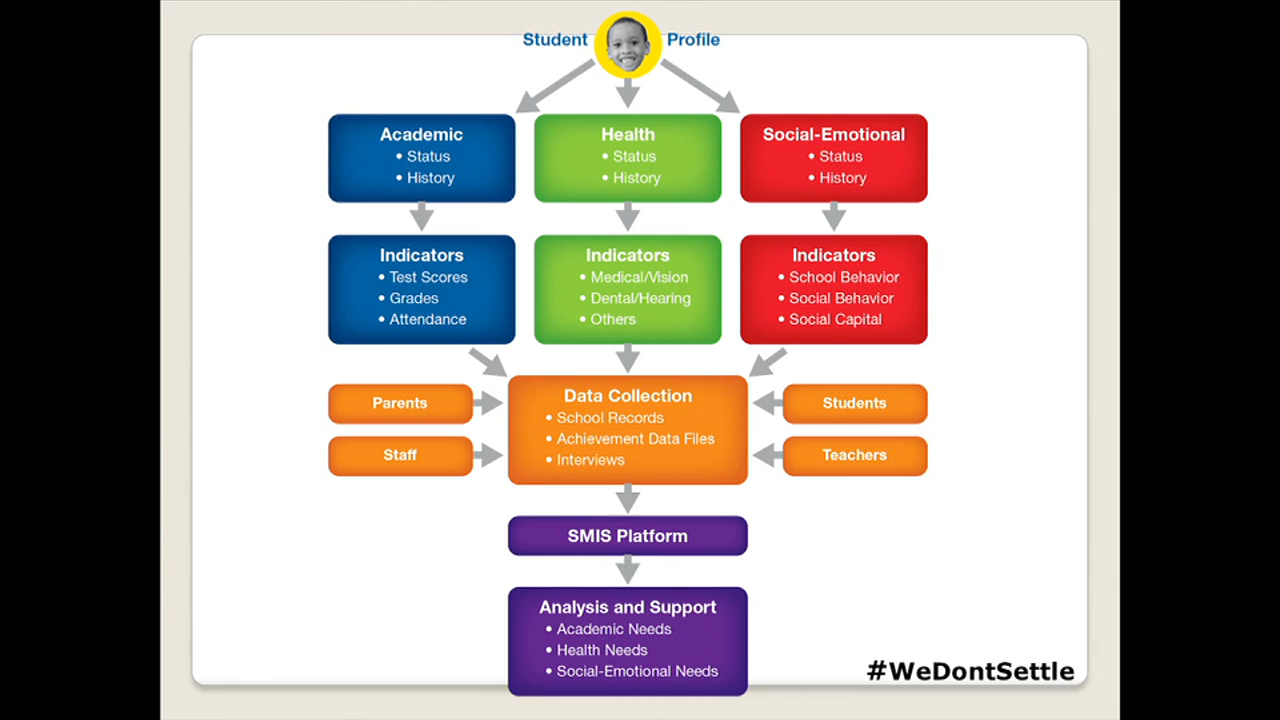 Student Profile
Academic
• Status
• History
Health
• Status
• History
Social-Emotional
• Status
• History
Indicators
• Test Scores
• Grades
• Attendance
Indicators
• Medical/Vision
• Dental/Hearing
• Others
Indicators
• School Behavior
• Social Behavior
• Social Capital
Parents
Staff
Data Collection
• School Records
• Achievement Data Files
• Interviews
Students
Teachers
SMIS Platform
Analysis and Support
• Academic Needs
• Health Needs
• Social-Emotional Needs
#WeDontSettle